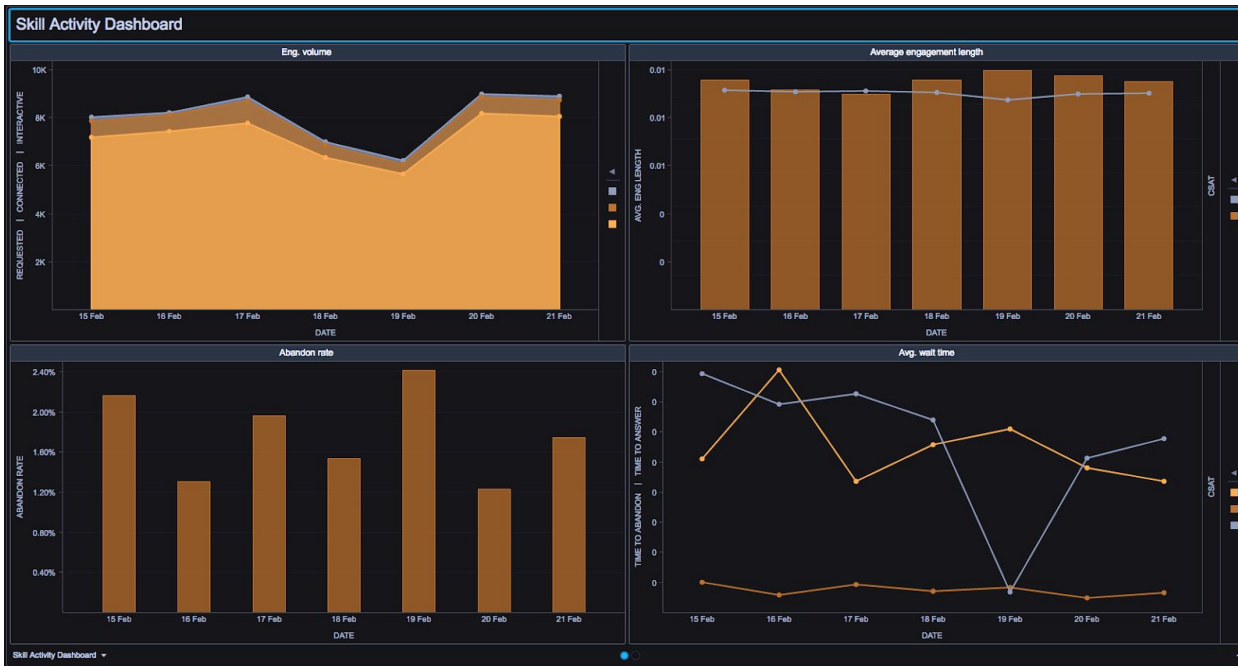 Skill Activity Dashboard
Eng. volume
REQUESTED | CONNECTED | INTERACTIVE
10K
8K
6K
4K
2K
15 Feb 16 Feb 17 Feb 18 Feb 19 Feb 20 Feb 21 Feb
DATE
Average engagement length
AVG. ENG LENGTH
0.01
0.01
0.01
0
0
15 Feb 16 Feb 17 Feb 18 Feb 19 Feb 20 Feb 21 Feb
DATE
CSAT
Abandon rate
ABANDON RATE
2.40%
2.00%
1.60%
1.20%
0.80%
0.40%
15 Feb 16 Feb 17 Feb 18 Feb 19 Feb 20 Feb 21 Feb
DATE
Avg. wait time
TIME TO ABANDON | TIME TO ANSWER
0
0
0
0
0
0
0
0
15 Feb 16 Feb 17 Feb 18 Feb 19 Feb 20 Feb 21 Feb
DATE
CSAT
Skill Activity Dashboard